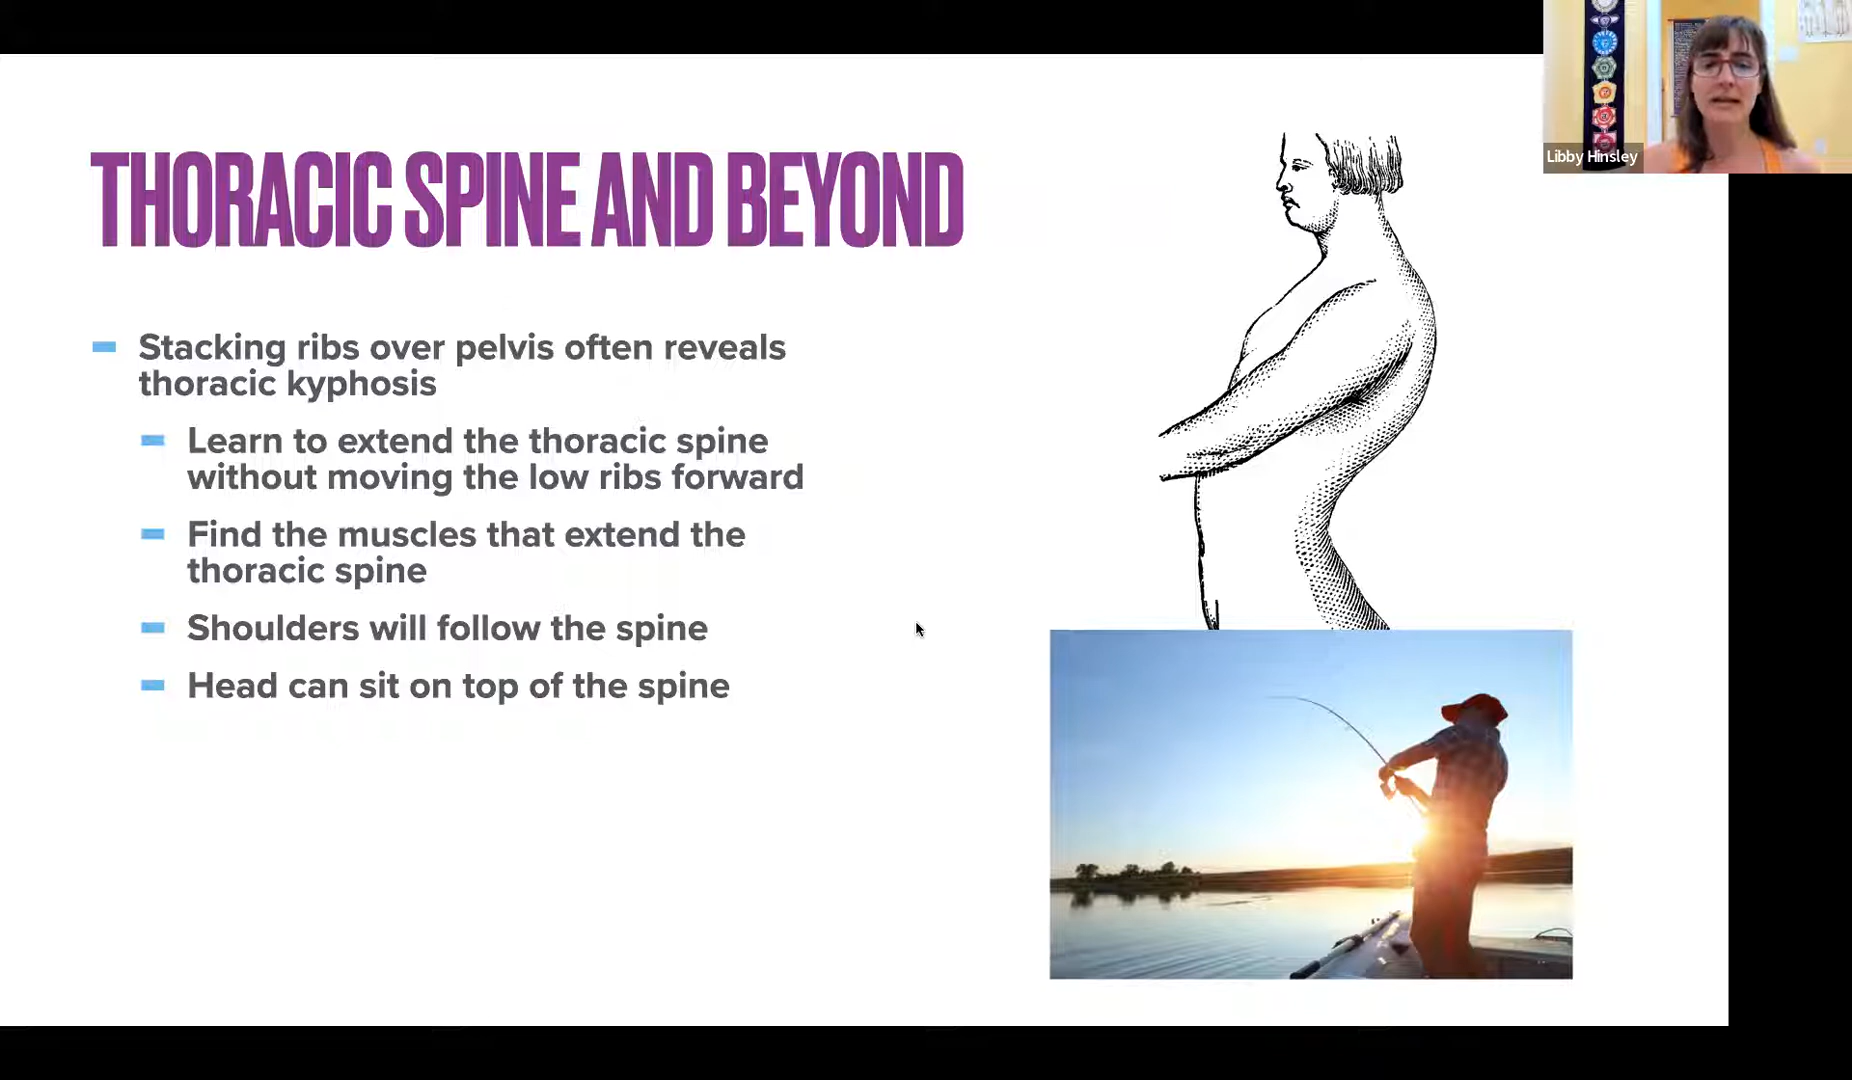 Libby Hinsley
THORACIC SPINE AND BEYOND
Stacking ribs over pelvis often reveals
thoracic kyphosis
Learn to extend the thoracic spine
without moving the low ribs forward
Find the muscles that extend the
thoracic spine
Shoulders will follow the spine
Head can sit on top of the spine